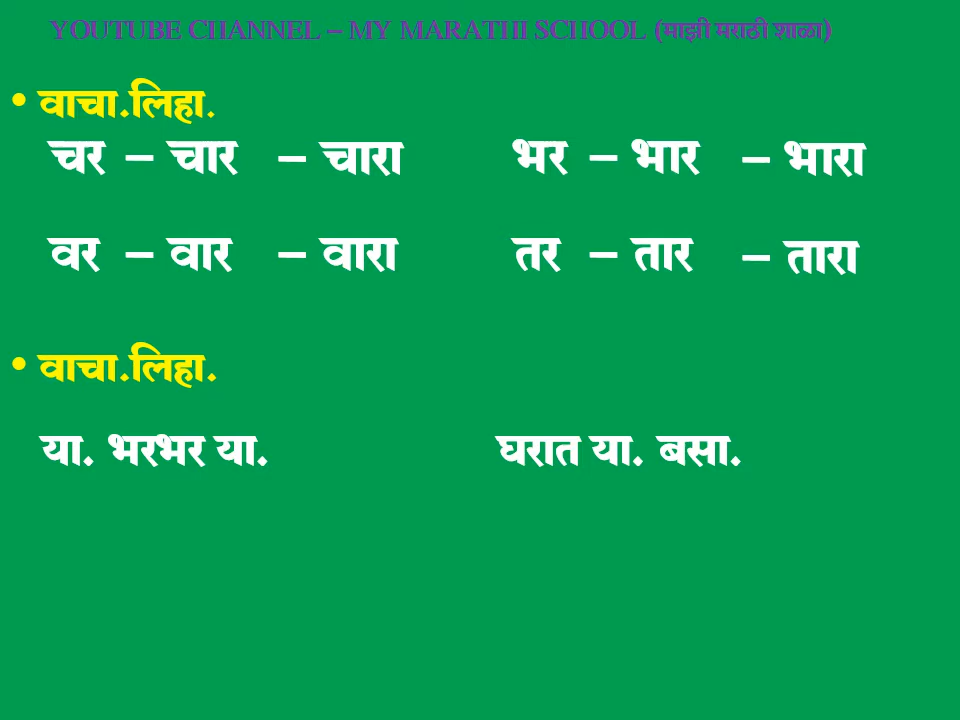 YOUTUBE CHANNEL – MY MARATHI SCHOOL (माझी मराठी शाळा)
• वाचा.लिहा.
चर – चार – चारा भर – भार – भारा
वर – वार – वारा तर – तार – तारा
• वाचा.लिहा.
या. भरभर या. घरात या. बसा.